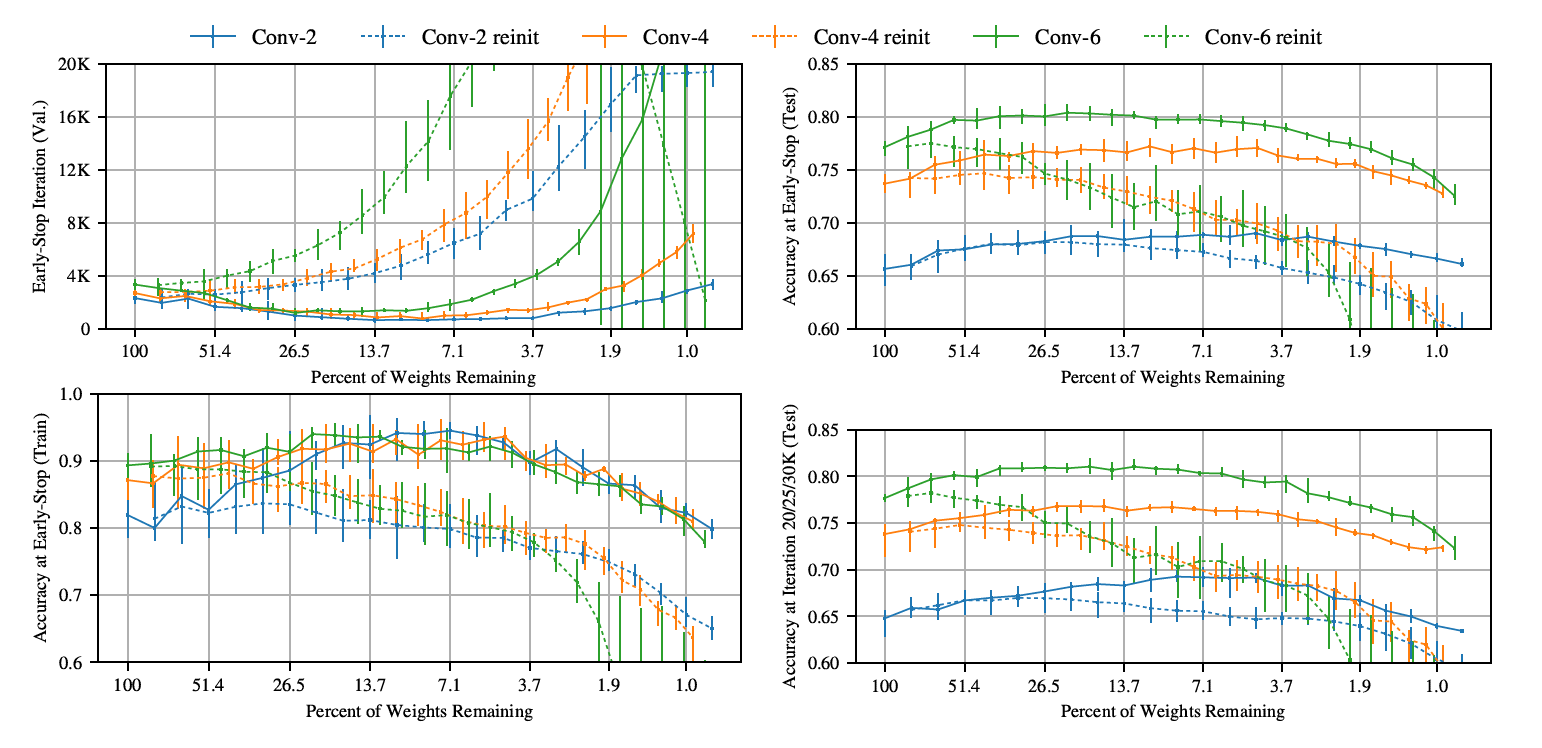 Conv-2 Conv-2 reinit Conv-4 Conv-4 reinit Conv-6 Conv-6 reinit
Early-Stop Iteration (Val.)
20K
16K
12K
8K
4K
0
100 51.4 26.5 13.7 7.1 3.7 1.9 1.0
Percent of Weights Remaining
Accuracy at Early-Stop (Test)
0.85
0.80
0.75
0.70
0.65
0.60
100 51.4 26.5 13.7 7.1 3.7 1.9 1.0
Percent of Weights Remaining
Accuracy at Early-Stop (Train)
1.0
0.9
0.8
0.7
0.6
100 51.4 26.5 13.7 7.1 3.7 1.9 1.0
Percent of Weights Remaining
Accuracy at Iteration 20/25/30K (Test)
0.85
0.80
0.75
0.70
0.65
0.60
100 51.4 26.5 13.7 7.1 3.7 1.9 1.0
Percent of Weights Remaining